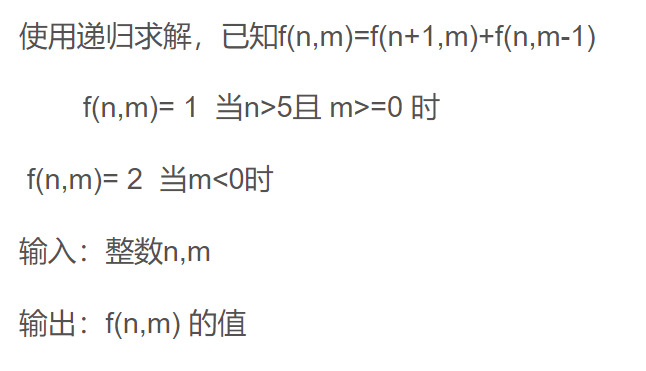 使用递归求解，已知f(n,m)=f(n+1,m)+f(n,m-1)
f(n,m)= 1 当n>5且 m>=0 时
f(n,m)= 2 当m<0时
输入：整数n,m
输出：f(n,m) 的值